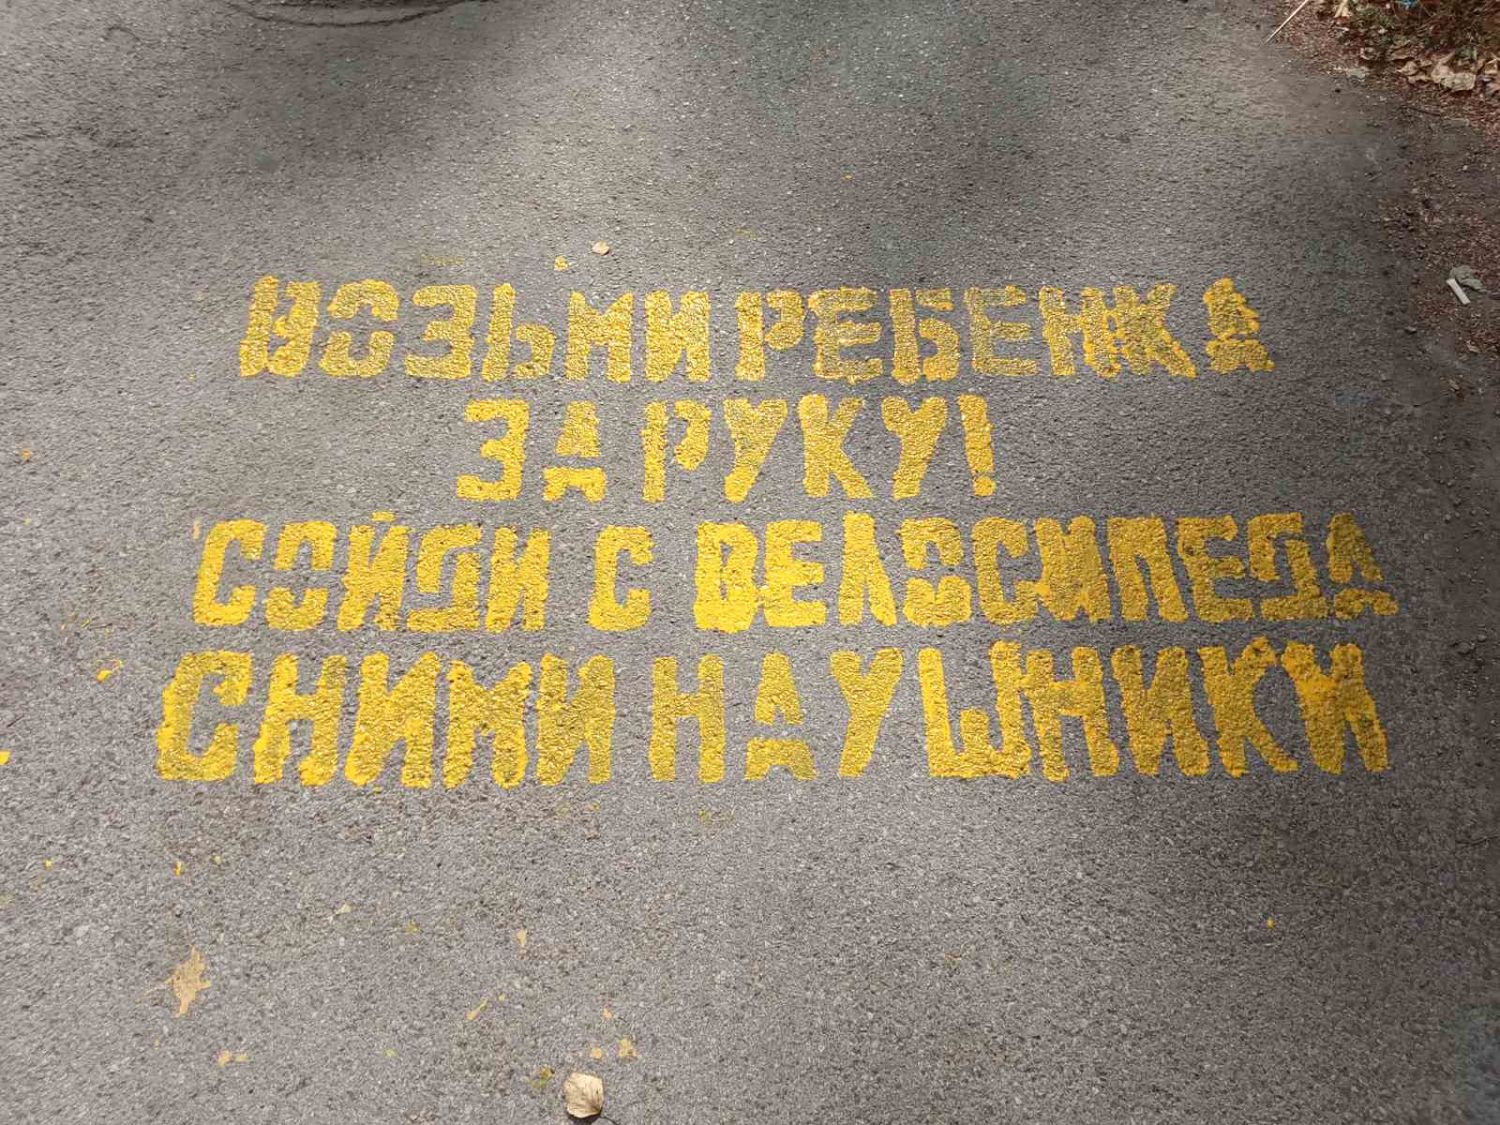 ВОЗЬМИ РЕБЕНКА
ЗА РУКУ!
СОЙДИ С ВЕЛОСИПЕДА
СНИМИ НАУШНИКИ